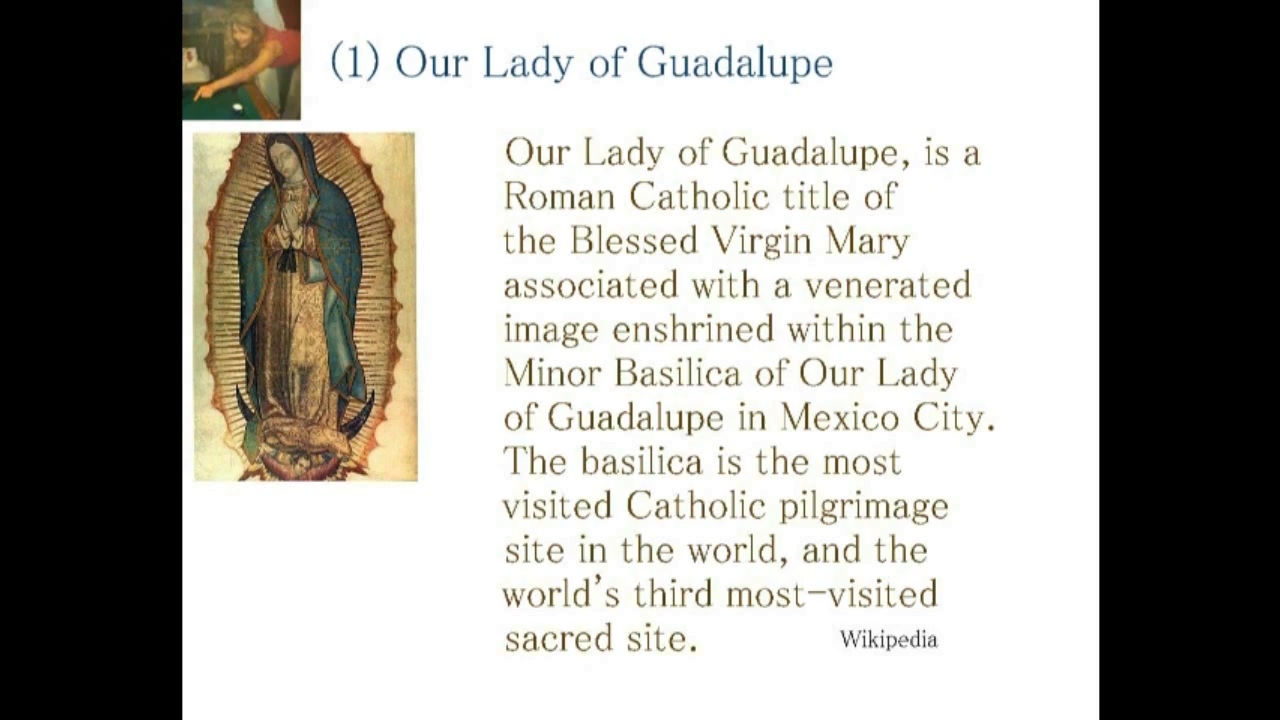 (1) Our Lady of Guadalupe
Our Lady of Guadalupe, is a
Roman Catholic title of
the Blessed Virgin Mary
associated with a venerated
image enshrined within the
Minor Basilica of Our Lady
of Guadalupe in Mexico City.
The basilica is the most
visited Catholic pilgrimage
site in the world, and the
world’s third most-visited
sacred site.
Wikipedia